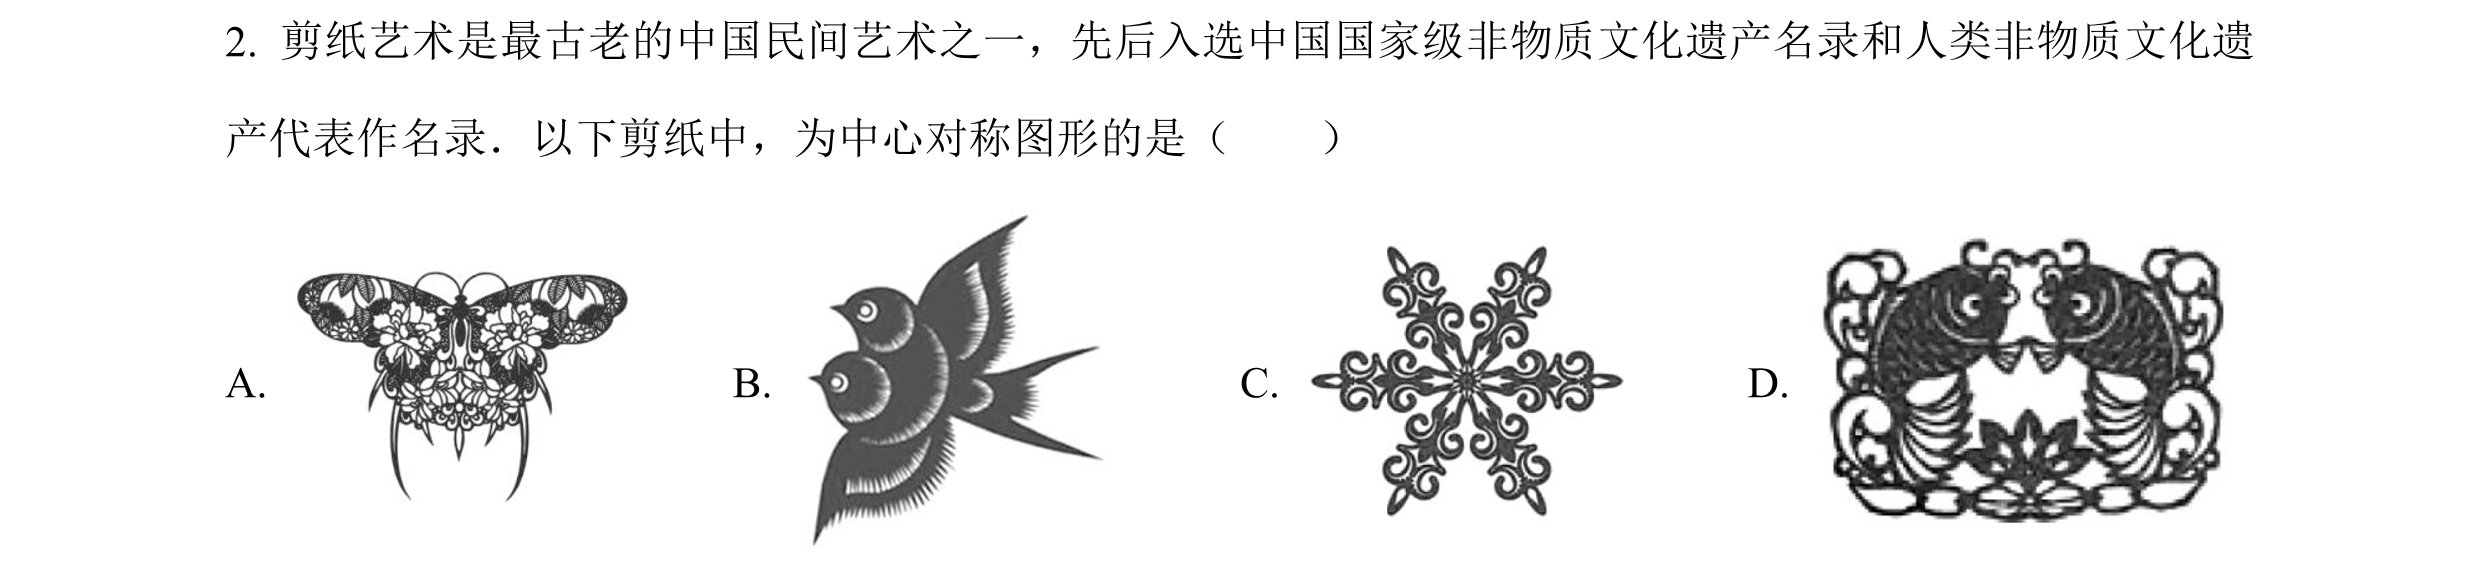 2. 剪纸艺术是最古老的中国民间艺术之一，先后入选中国国家级非物质文化遗产名录和人类非物质文化遗
产代表作名录．以下剪纸中，为中心对称图形的是（　　）
A. B. C. D.